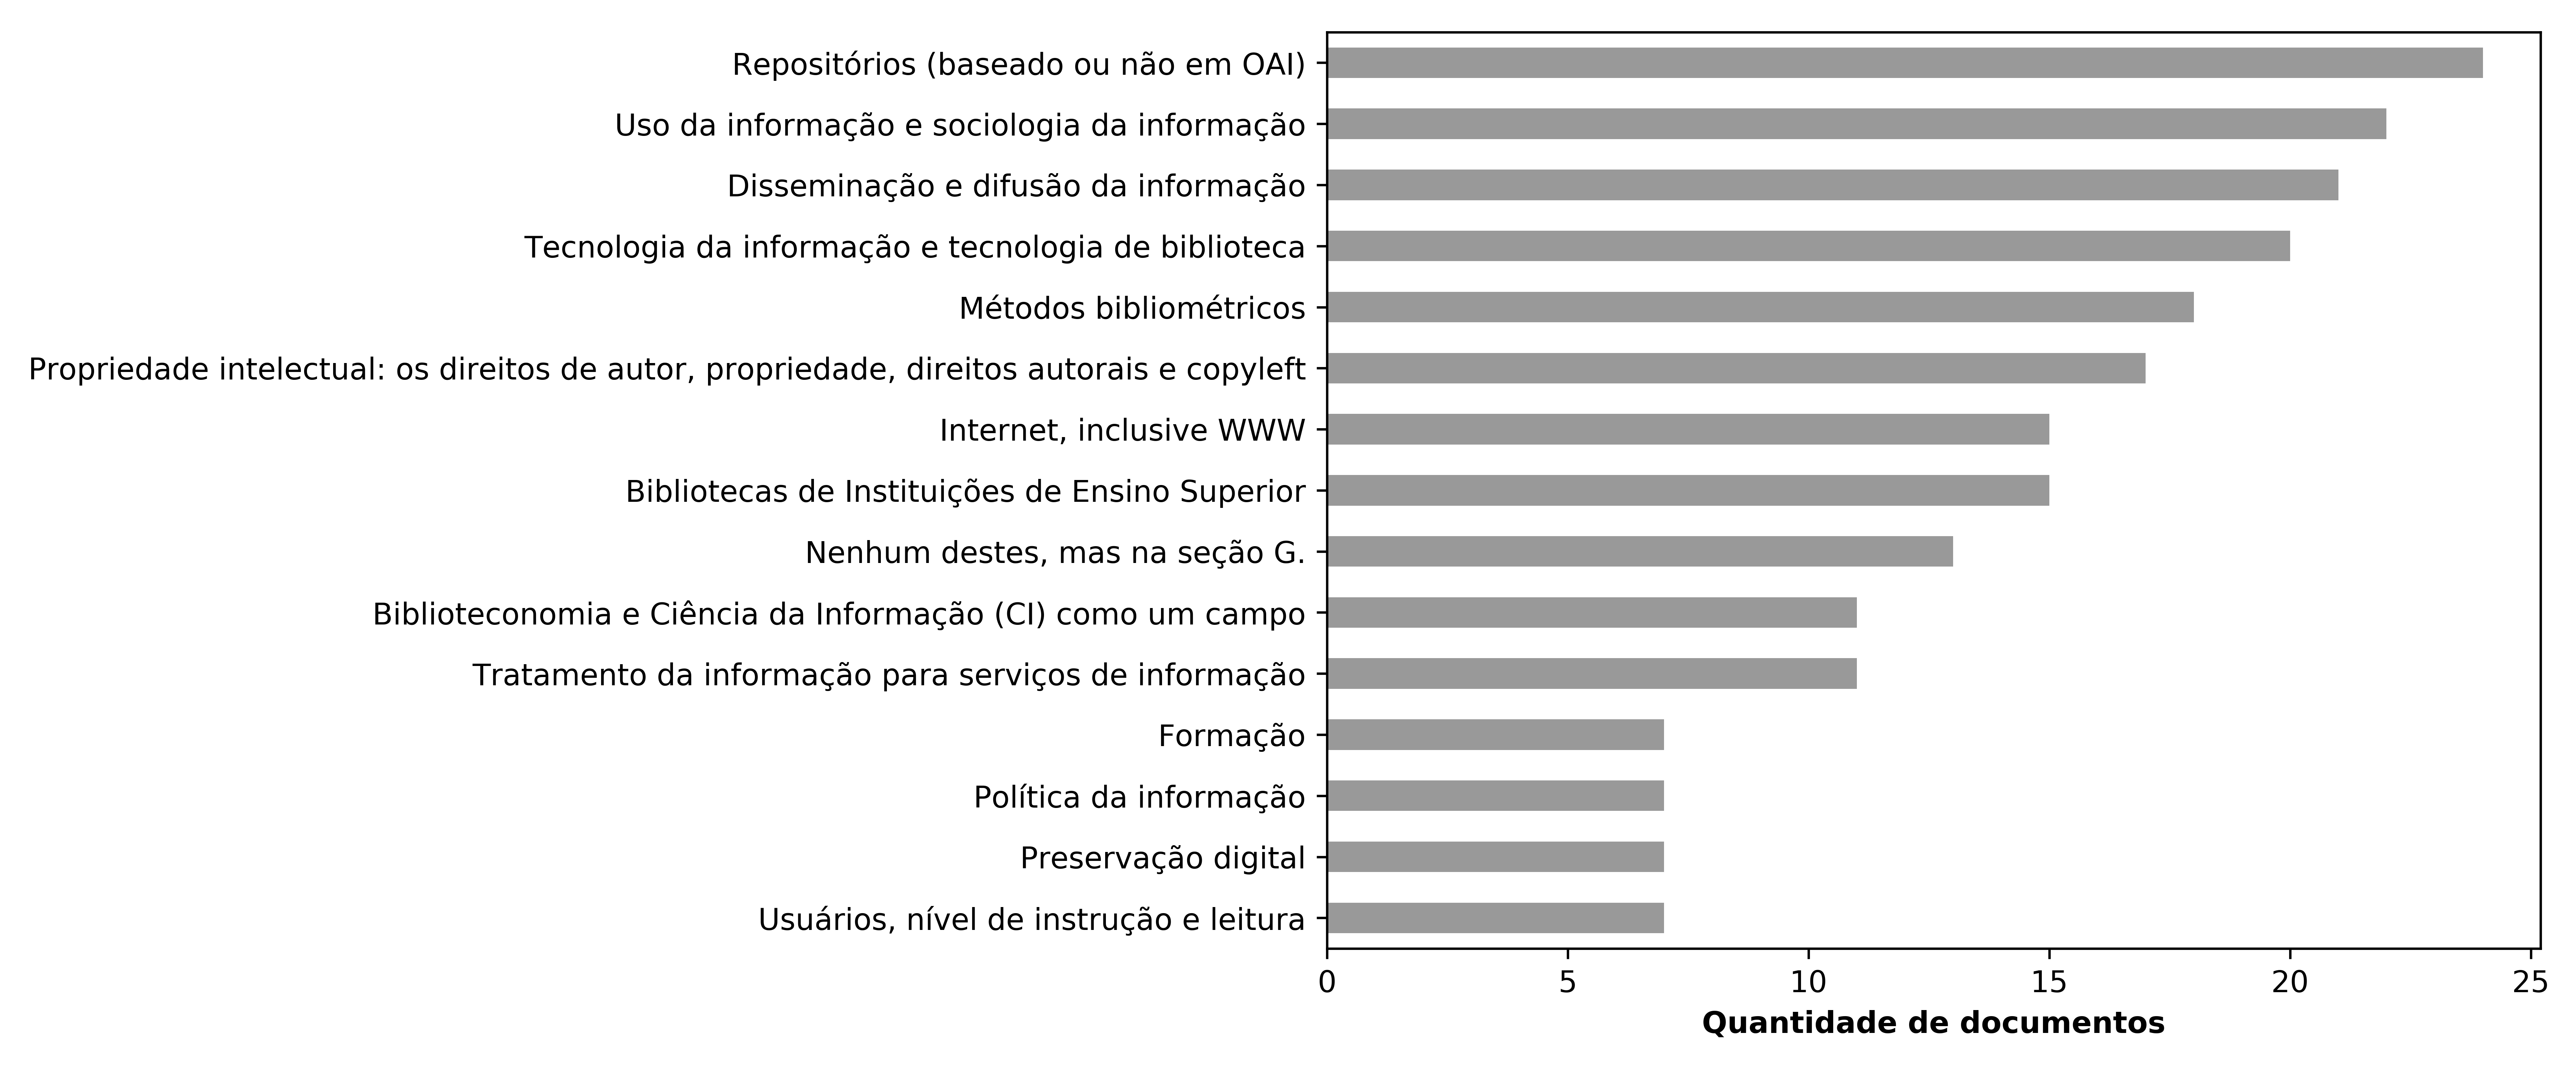 Repositórios (baseado ou não em OAI)
Uso da informação e sociologia da informação
Disseminação e difusão da informação
Tecnologia da informação e tecnologia de biblioteca
Métodos bibliométricos
Propriedade intelectual: os direitos de autor, propriedade, direitos autorais e copyleft
Internet, inclusive WWW
Bibliotecas de Instituições de Ensino Superior
Nenhum destes, mas na seção G.
Biblioteconomia e Ciência da Informação (CI) como um campo
Tratamento da informação para serviços de informação
Formação
Política da informação
Preservação digital
Usuários, nível de instrução e leitura
0 5 10 15 20 25
Quantidade de documentos